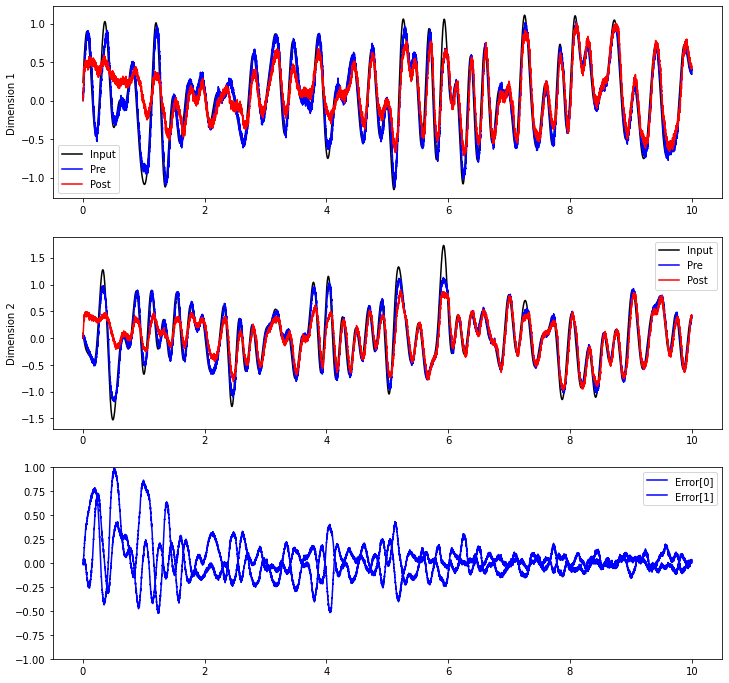 1.0
0.5
0.0
−0.5
−1.0
Dimension 1
Input
Pre
Post
0 2 4 6 8 10
1.5
1.0
0.5
0.0
−0.5
−1.0
−1.5
Dimension 2
Input
Pre
Post
0 2 4 6 8 10
1.00
0.75
0.50
0.25
0.00
−0.25
−0.50
−0.75
−1.00
Error[0]
Error[1]
0 2 4 6 8 10